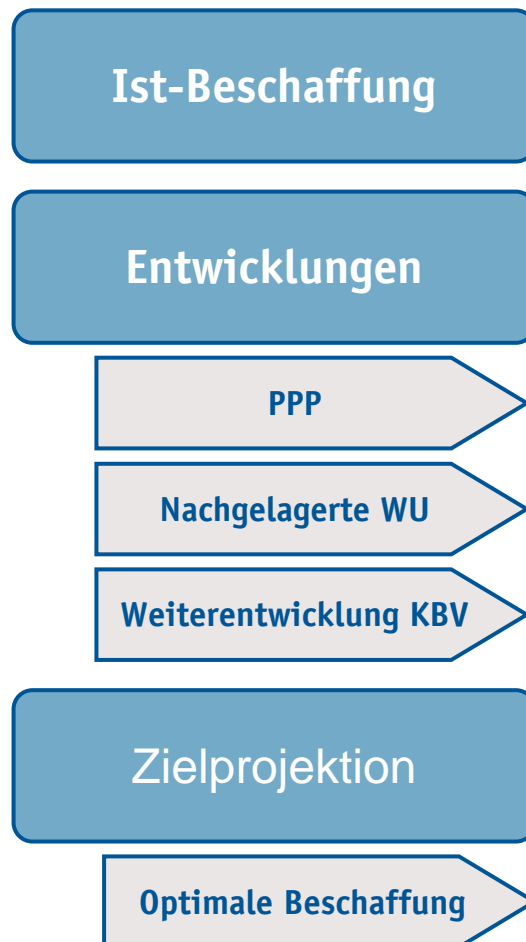 Ist-Beschaffung
Entwicklungen
PPP
Nachgelagerte WU
Weiterentwicklung KBV
Zielprojektion
Optimale Beschaffung